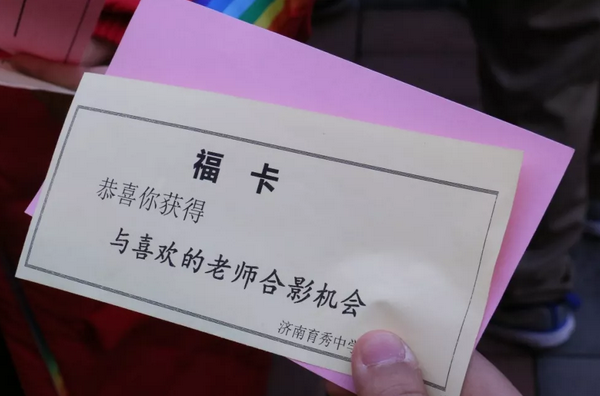 福卡
恭喜你获得
与喜欢的老师合影机会
济南育秀中学